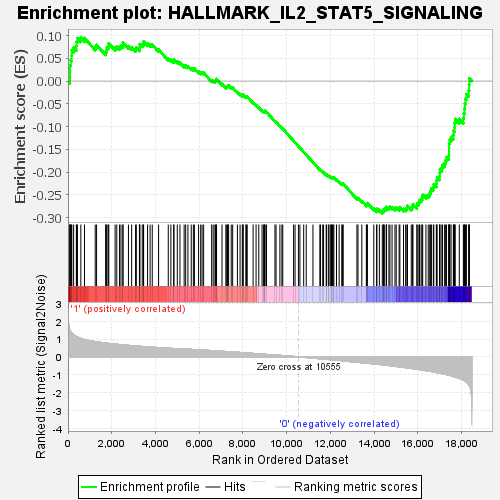 Enrichment plot: HALLMARK_IL2_STAT5_SIGNALING
Enrichment score (ES)
0.10
0.05
0.00
-0.05
-0.10
-0.15
-0.20
-0.25
-0.30
Ranked list metric (Signal2Noise)
'1' (positively correlated)
3
2
1
0
-1
-2
-3
-4
Zero cross at 10555
'0' (negatively correlated)
0
2,000
4,000
6,000
8,000
10,000
12,000
14,000
16,000
18,000
Rank in Ordered Dataset
Enrichment profile
Hits
Ranking metric scores